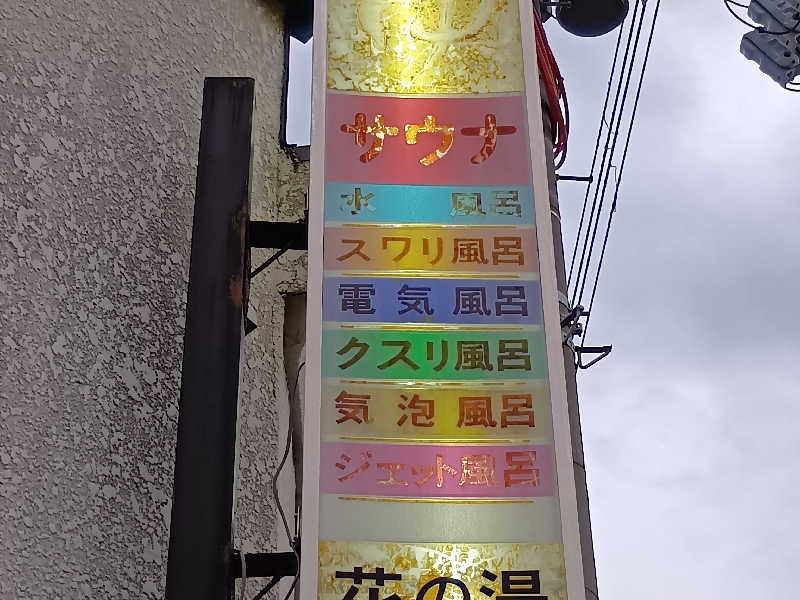 サウナ
水 風呂
スワリ風呂
電気風呂
クスリ風呂
気泡風呂
ジェット風呂
花の湯